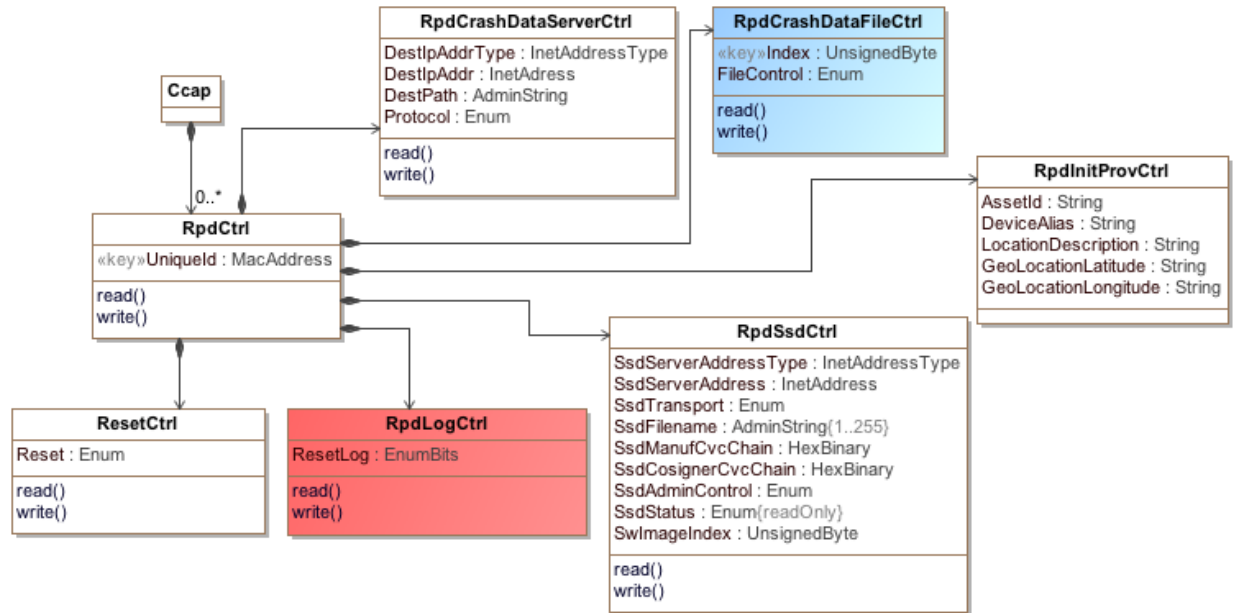 RpdCrashDataServerCtrl
DestIpAddrType : InetAddressType
DestIpAddr : InetAdress
DestPath : AdminString
Protocol : Enum
read()
write()
RpdCrashDataFileCtrl
«key»Index : UnsignedByte
FileControl : Enum
read()
write()
Ccap
0..*
RpdInitProvCtrl
AssetId : String
DeviceAlias : String
LocationDescription : String
GeoLocationLatitude : String
GeoLocationLongitude : String
RpdCtrl
«key»UniqueId : MacAddress
read()
write()
RpdSsdCtrl
SsdServerAddressType : InetAddressType
SsdServerAddress : InetAddress
SsdTransport : Enum
SsdFilename : AdminString{1..255}
SsdManufCvcChain : HexBinary
SsdCosignerCvcChain : HexBinary
SsdAdminControl : Enum
SsdStatus : Enum{readOnly}
SwImageIndex : UnsignedByte
read()
write()
ResetCtrl
Reset : Enum
read()
write()
RpdLogCtrl
ResetLog : EnumBits
read()
write()